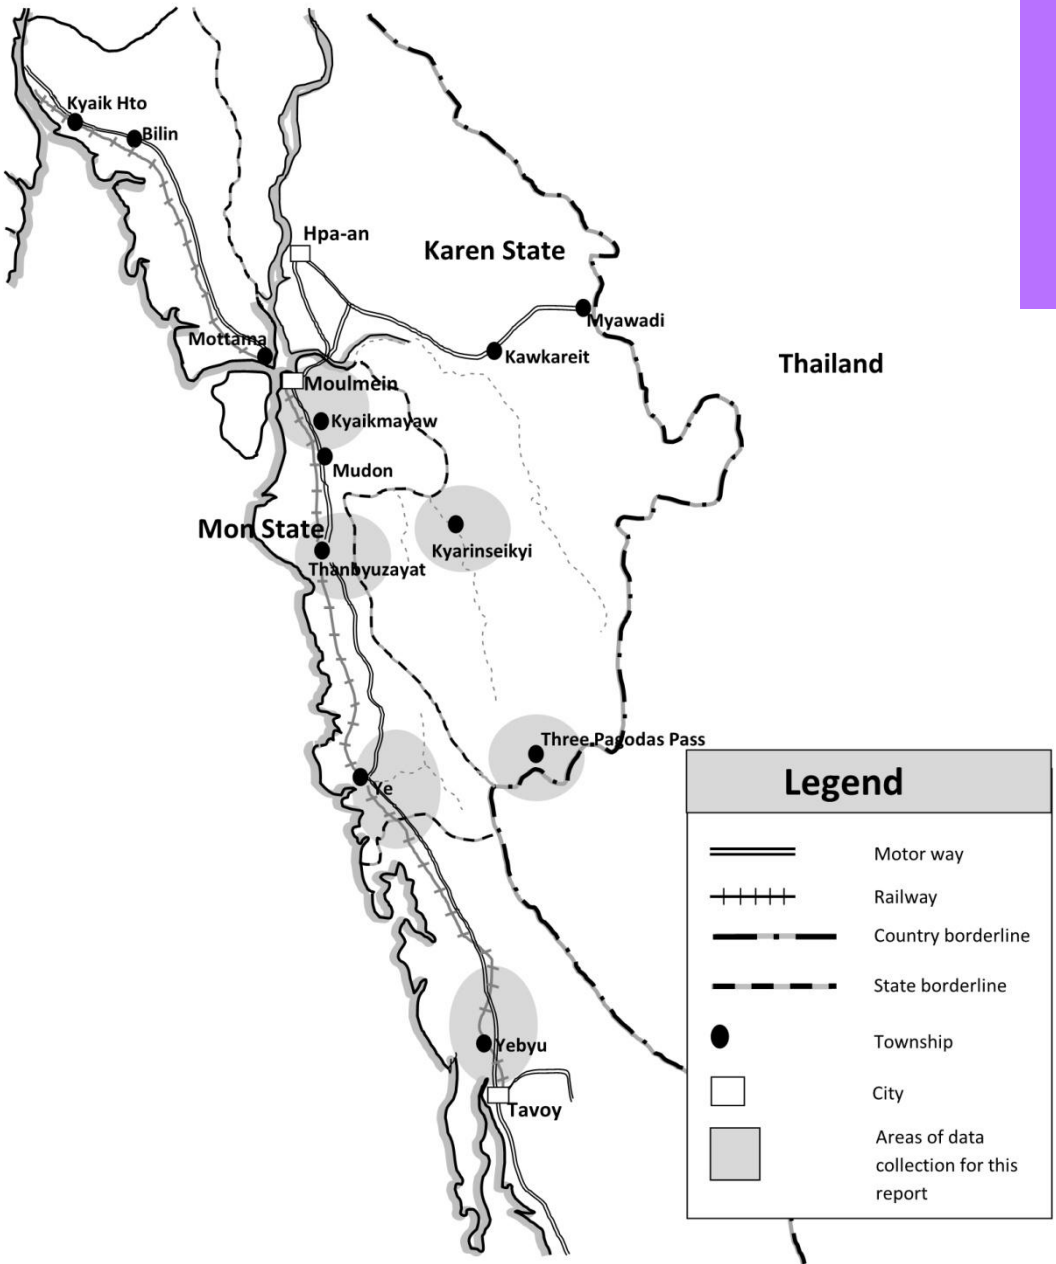 Kyaik Hto
Bilin
Hpa-an
Karen State
Myawadi
Mottama
Kawkareit
Thailand
Moulmein
Kyaikmayaw
Mudon
Mon State
Kyarinseikyi
Thanbyuzayat
Three Pagodas Pass
Ye
Yebyu
Tavoy
Legend
Motor way
Railway
Country borderline
State borderline
Township
City
Areas of data
collection for this
report